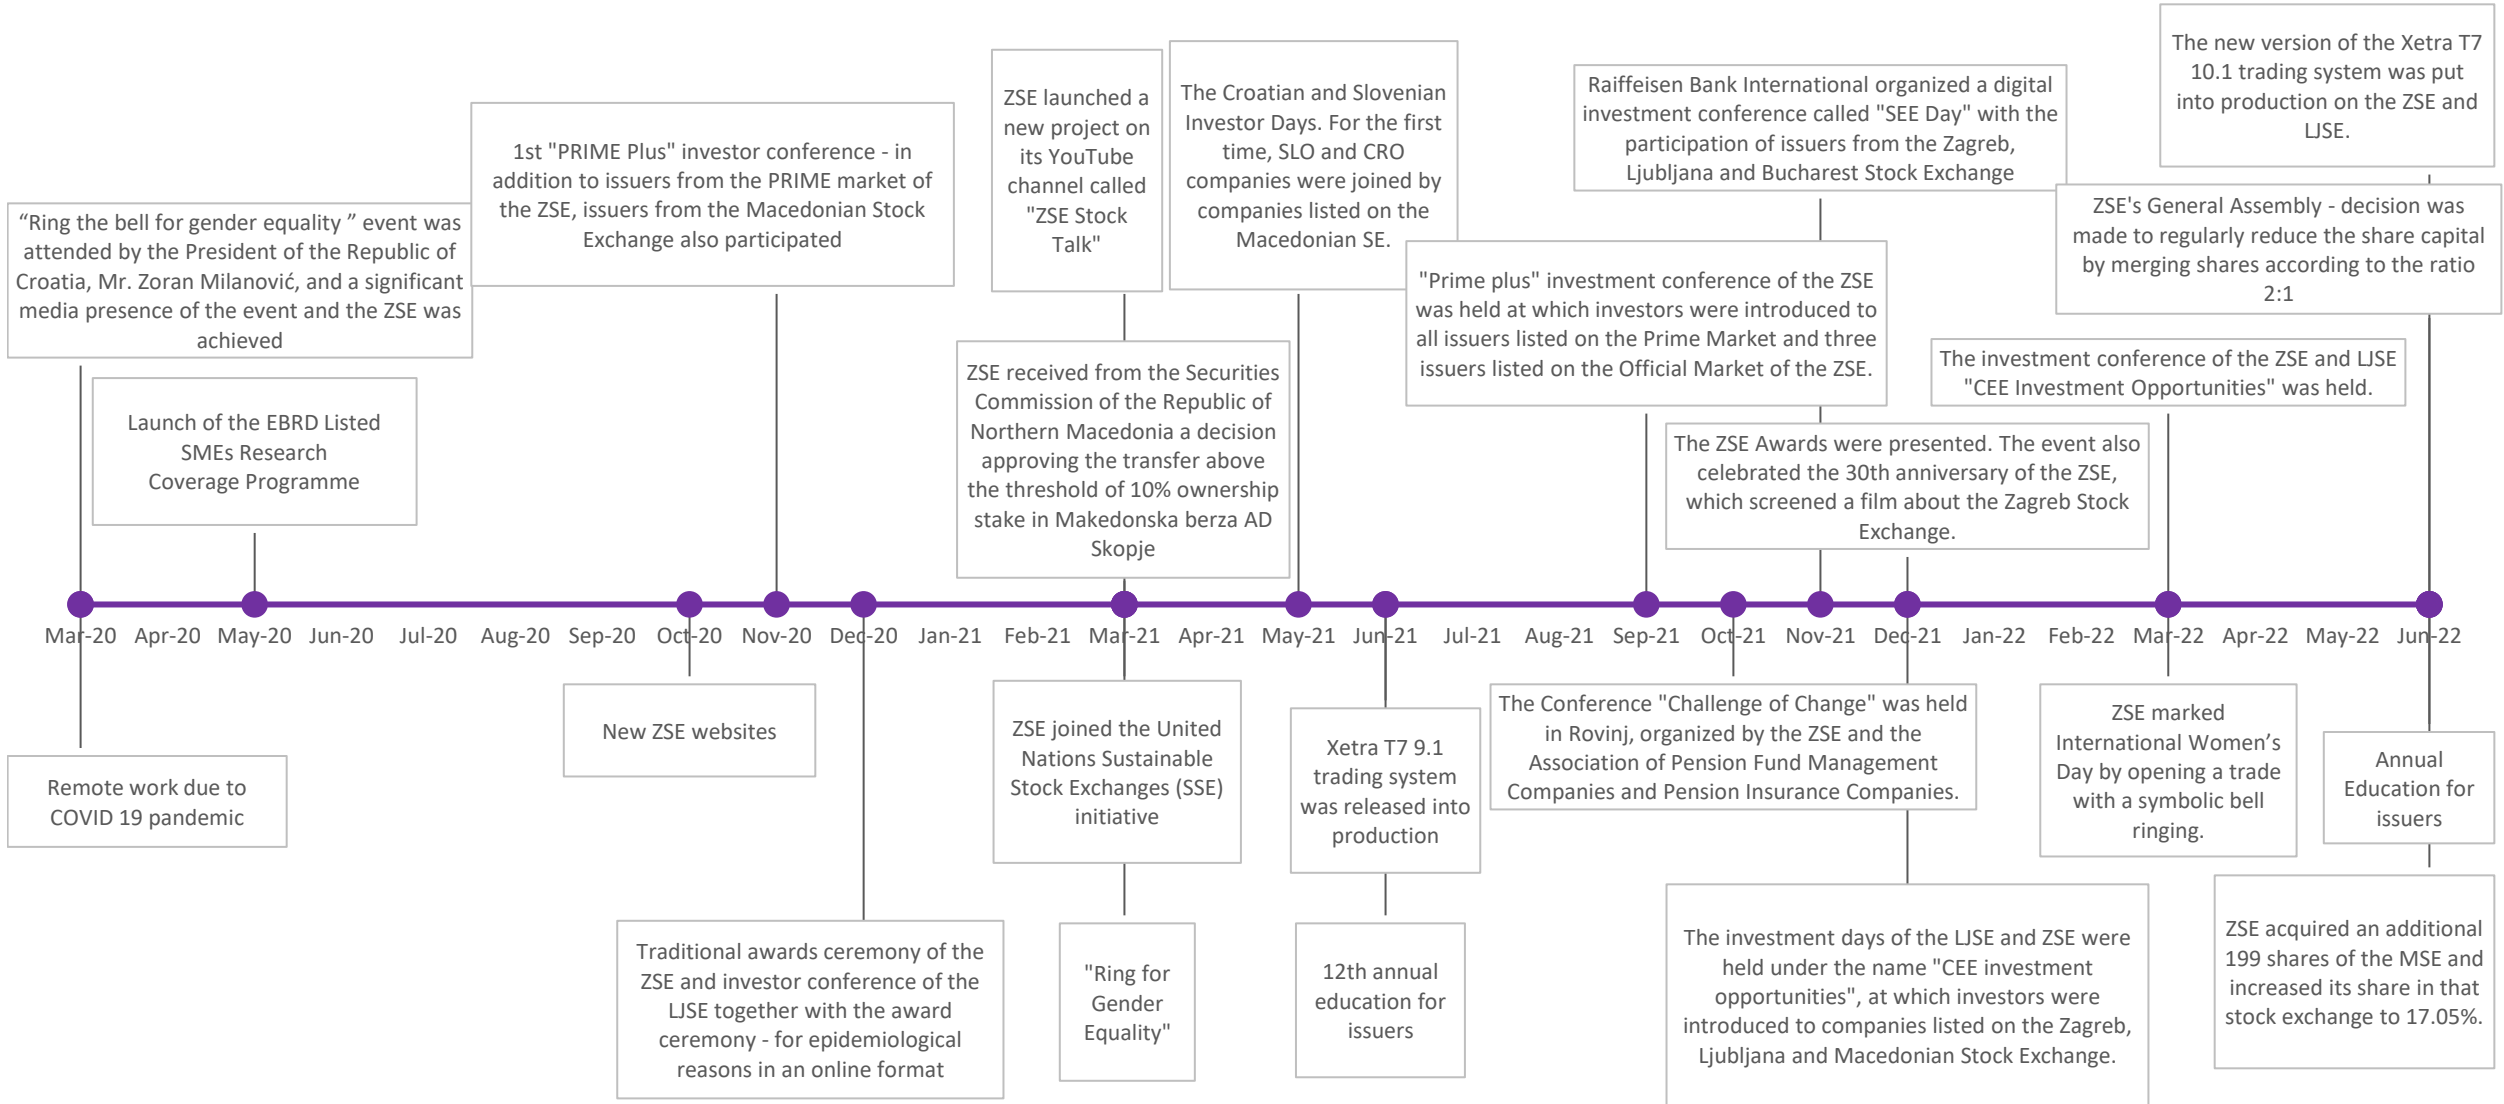 “Ring the bell for gender equality ” event was
attended by the President of the Republic of
Croatia, Mr. Zoran Milanović, and a significant
media presence of the event and the ZSE was
achieved
Launch of the EBRD Listed
SMEs Research
Coverage Programme
1st "PRIME Plus" investor conference - in
addition to issuers from the PRIME market of
the ZSE, issuers from the Macedonian Stock
Exchange also participated
ZSE launched a
new project on
its YouTube
channel called
"ZSE Stock
Talk"
ZSE received from the Securities
Commission of the Republic of
Northern Macedonia a decision
approving the transfer above
the threshold of 10% ownership
stake in Makedonska berza AD
Skopje
The Croatian and Slovenian
Investor Days. For the first
time, SLO and CRO
companies were joined by
companies listed on the
Macedonian SE.
"Prime plus" investment conference of the ZSE
was held at which investors were introduced to
all issuers listed on the Prime Market and three
issuers listed on the Official Market of the ZSE.
Raiffeisen Bank International organized a digital
investment conference called "SEE Day" with the
participation of issuers from the Zagreb,
Ljubljana and Bucharest Stock Exchange
The ZSE Awards were presented. The event also
celebrated the 30th anniversary of the ZSE,
which screened a film about the Zagreb Stock
Exchange.
The investment conference of the ZSE and LJSE
"CEE Investment Opportunities" was held.
The new version of the Xetra T7
10.1 trading system was put
into production on the ZSE and
LJSE.
ZSE's General Assembly - decision was
made to regularly reduce the share capital
by merging shares according to the ratio
2:1
Mar-20 Apr-20 May-20 Jun-20 Jul-20 Aug-20 Sep-20 Oct-20 Nov-20 Dec-20 Jan-21 Feb-21 Mar-21 Apr-21 May-21 Jun-21 Jul-21 Aug-21 Sep-21 Oct-21 Nov-21 Dec-21 Jan-22 Feb-22 Mar-22 Apr-22 May-22 Jun-22
Remote work due to
COVID 19 pandemic
New ZSE websites
Traditional awards ceremony of the
ZSE and investor conference of the
LJSE together with the award
ceremony - for epidemiological
reasons in an online format
ZSE joined the United
Nations Sustainable
Stock Exchanges (SSE)
initiative
"Ring for
Gender
Equality"
Xetra T7 9.1
trading system
was released into
production
12th annual
education for
issuers
The Conference "Challenge of Change" was held
in Rovinj, organized by the ZSE and the
Association of Pension Fund Management
Companies and Pension Insurance Companies.
The investment days of the LJSE and ZSE were
held under the name "CEE investment
opportunities", at which investors were
introduced to companies listed on the Zagreb,
Ljubljana and Macedonian Stock Exchange.
ZSE marked
International Women’s
Day by opening a trade
with a symbolic bell
ringing.
Annual
Education for
issuers
ZSE acquired an additional
199 shares of the MSE and
increased its share in that
stock exchange to 17.05%.